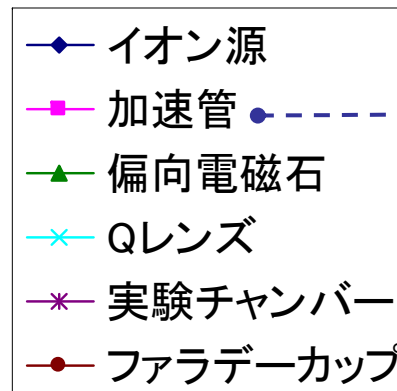 イオン源
加速管
偏向電磁石
Qレンズ
実験チャンバー
ファラデーカップ